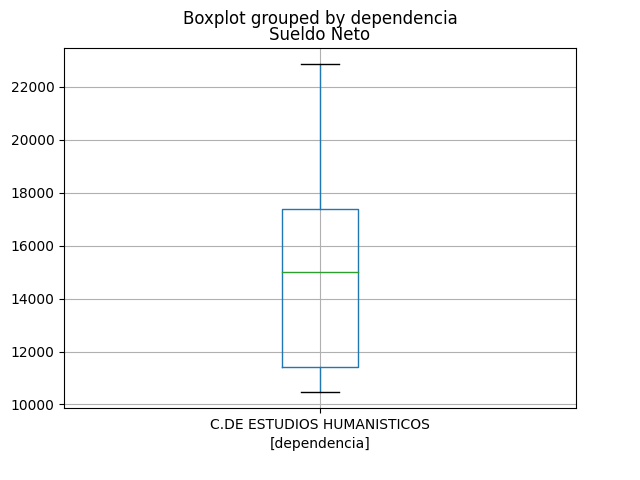 Boxplot grouped by dependencia
Sueldo Neto
22000
20000
18000
16000
14000
12000
10000
C.DE ESTUDIOS HUMANISTICOS
[dependencia]